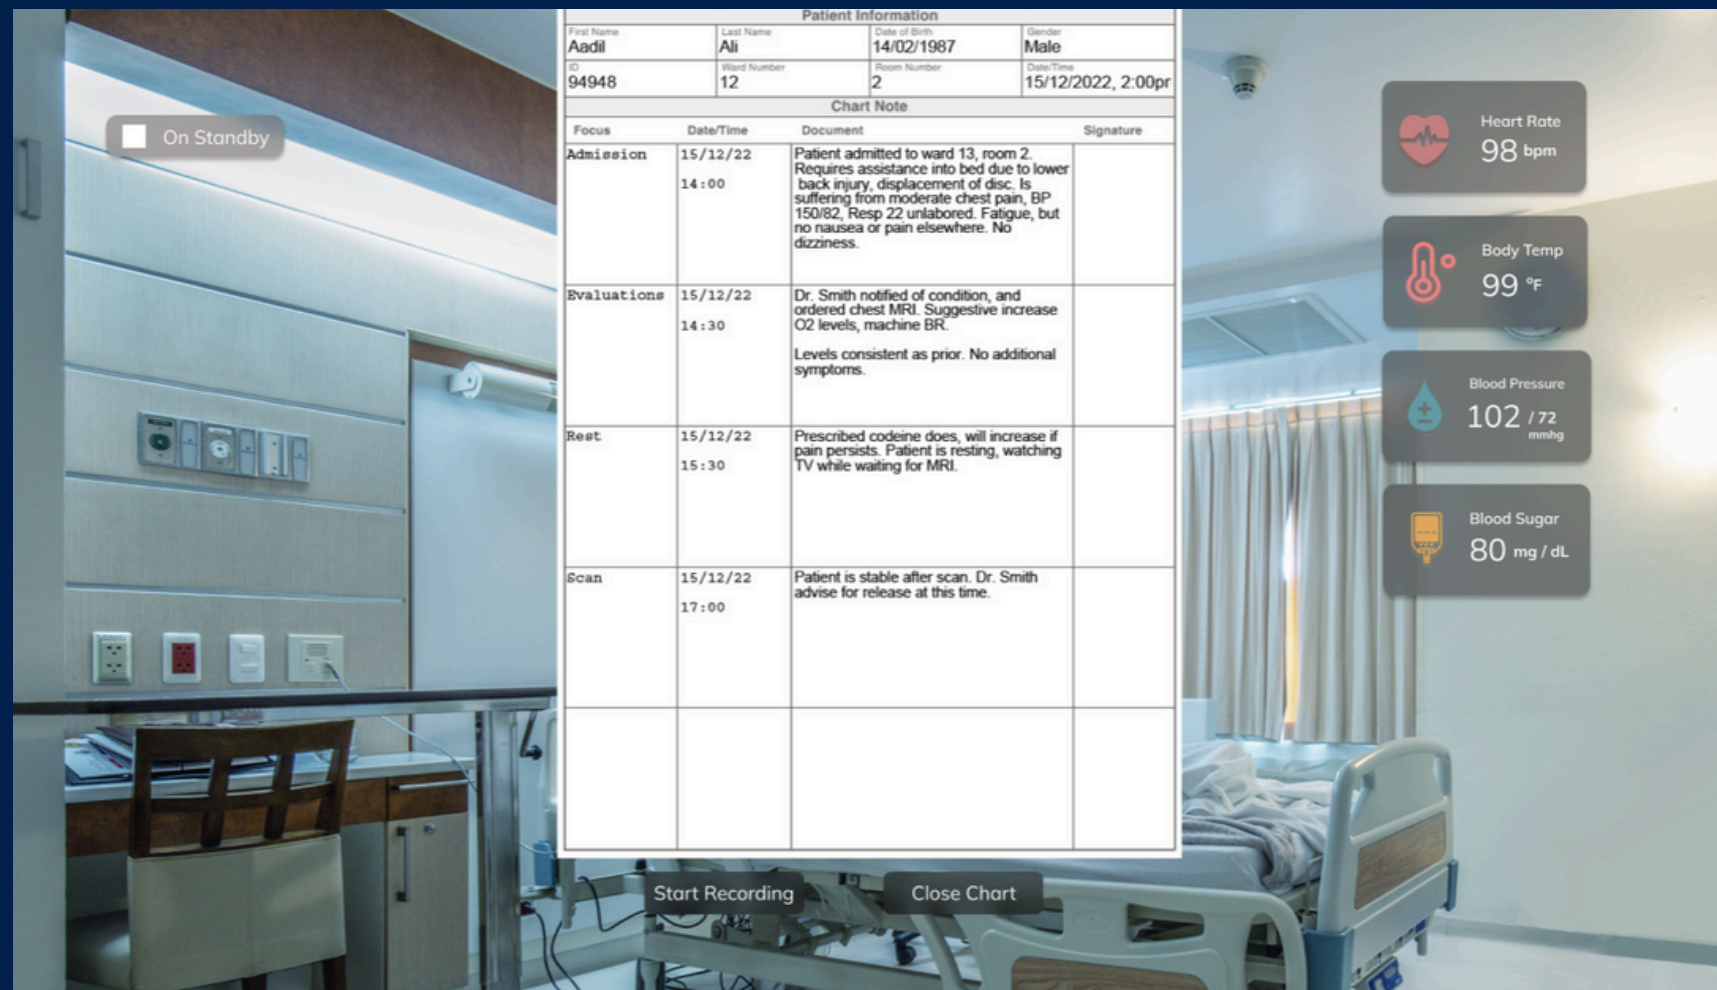 Patient Information
First Name Last Name Date of Birth Gender
Aadil Ali 14/02/1987 Male
ID Ward Number Room Number Date/Time
94948 12 2 15/12/2022, 2:00pr
Chart Note
Focus Date/Time Document Signature
Admission 15/12/22 14:00
Patient admitted to ward 13, room 2.
Requires assistance into bed due to lower
back injury, displacement of disc. Is
suffering from moderate chest pain, BP
150/82, Resp 22 unlabored. Fatigue, but
no nausea or pain elsewhere. No
dizziness.
Evaluations 15/12/22 14:30
Dr. Smith notified of condition, and
ordered chest MRI. Suggestive increase
O2 levels, machine BR.
Levels consistent as prior. No additional
symptoms.
Rest 15/12/22 15:30
Prescribed codeine does, will increase if
pain persists. Patient is resting, watching
TV while waiting for MRI.
Scan 15/12/22 17:00
Patient is stable after scan. Dr. Smith
advise for release at this time.
On Standby
Heart Rate
98 bpm
Body Temp
99 °F
Blood Pressure
102 / 72
mmhg
Blood Sugar
80 mg / dL
Start Recording
Close Chart